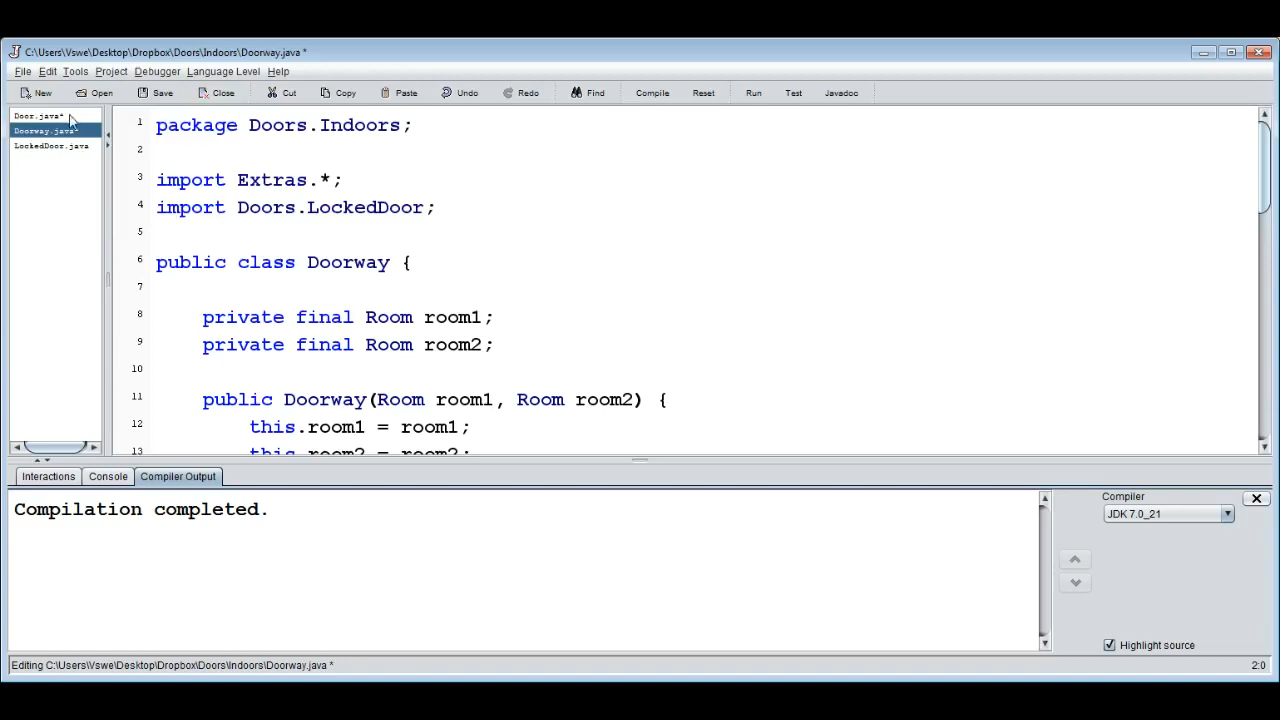 C:\Users\Vswe\Desktop\Dropbox\Doors\Indoors\Doorway.java *
File Edit Tools Project Debugger Language Level Help
New Open Save Close Cut Copy Paste Undo Redo Find Compile Reset Run Test Javadoc
Door.java*
Doorway.java*
LockedDoor.java
1 package Doors.Indoors;
2
3 import Extras.*;
4 import Doors.LockedDoor;
5
6 public class Doorway {
7
8 private final Room room1;
9 private final Room room2;
10
11 public Doorway(Room room1, Room room2) {
12 this.room1 = room1;
13 this.room2 = room2;
Interactions Console Compiler Output
Compilation completed.
Compiler
JDK 7.0_21
Highlight source
Editing C:\Users\Vswe\Desktop\Dropbox\Doors\Indoors\Doorway.java * 2:0